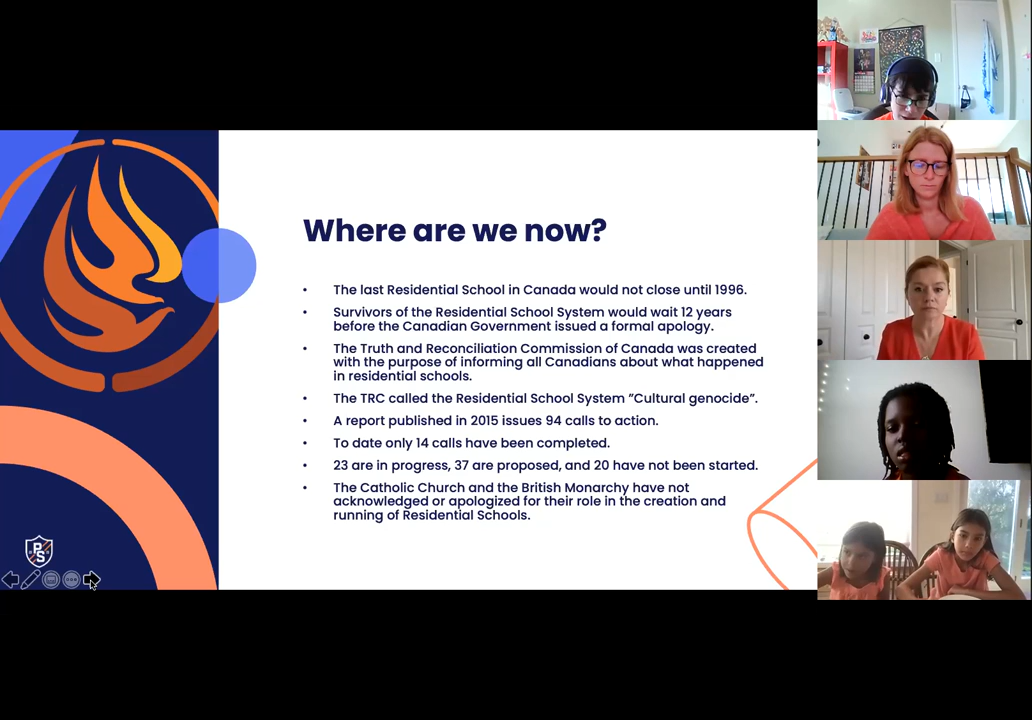 Where are we now?
• The last Residential School in Canada would not close until 1996.
• Survivors of the Residential School System would wait 12 years
before the Canadian Government issued a formal apology.
• The Truth and Reconciliation Commission of Canada was created
with the purpose of informing all Canadians about what happened
in residential schools.
• The TRC called the Residential School System ”Cultural genocide”.
• A report published in 2015 issues 94 calls to action.
• To date only 14 calls have been completed.
• 23 are in progress, 37 are proposed, and 20 have not been started.
• The Catholic Church and the British Monarchy have not
acknowledged or apologized for their role in the creation and
running of Residential Schools.
PS